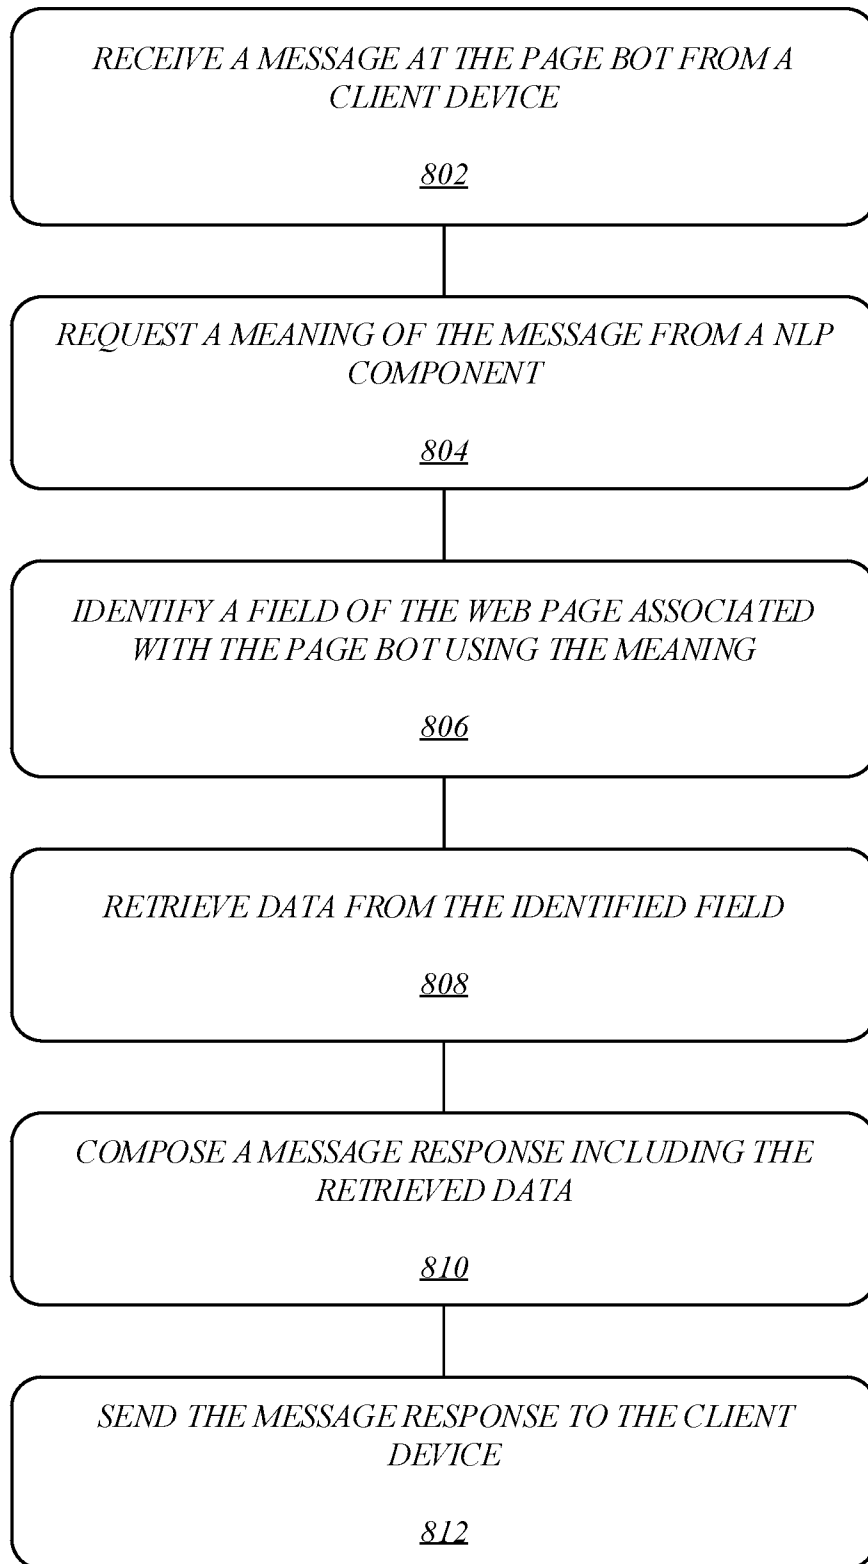 RECEIVE A MESSAGE AT THE PAGE BOT FROM A
CLIENT DEVICE
802
REQUEST A MEANING OF THE MESSAGE FROM A NLP
COMPONENT
804
IDENTIFY A FIELD OF THE WEB PAGE ASSOCIATED
WITH THE PAGE BOT USING THE MEANING
806
RETRIEVE DATA FROM THE IDENTIFIED FIELD
808
COMPOSE A MESSAGE RESPONSE INCLUDING THE
RETRIEVED DATA
810
SEND THE MESSAGE RESPONSE TO THE CLIENT
DEVICE
812